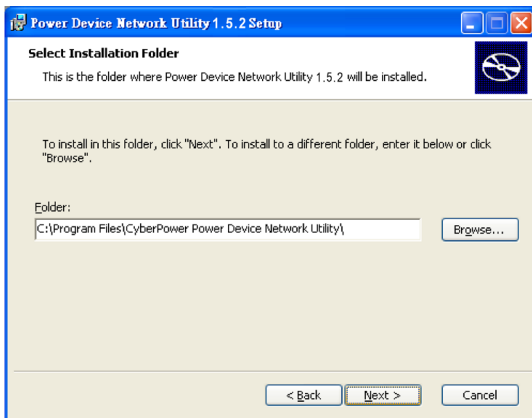 Power Device Network Utility 1.5.2 Setup
Select Installation Folder
This is the folder where Power Device Network Utility 1.5.2 will be installed.
To install in this folder, click "Next". To install to a different folder, enter it below or click
"Browse".
Folder:
C:\Program Files\CyberPower Power Device Network Utility\
Browse...
< Back
Next >
Cancel